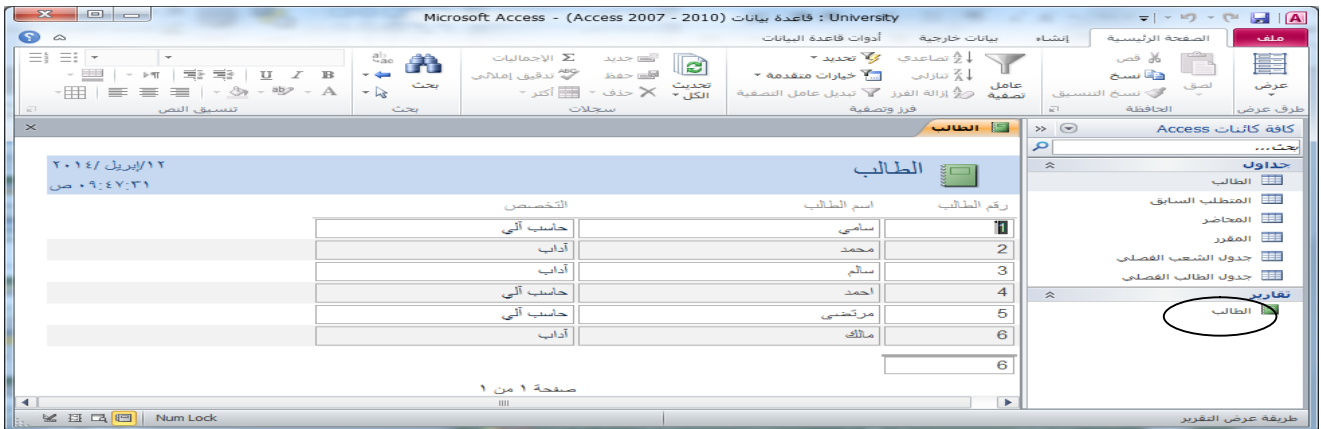 University : قاعدة بيانات (Access 2007 - 2010) - Microsoft Access
ملف الصفحة الرئيسية إنشاء بيانات خارجية أدوات قاعدة البيانات
عرض
طرق عرض
لصق
قص
نسخ
نسخ التنسيق
الحافظة
عامل تصفية
تصاعدي
تنازلي
إزالة الفرز
تحديد
خيارات متقدمة
تبديل عامل التصفية
فرز وتصفية
تحديث الكل
جديد
حفظ
حذف
الإجماليات
تدقيق إملائي
أكثر
سجلات
بحث
بحث
B I U
A
تنسيق النص
كافة كائنات Access
بحث...
جداول
الطالب
المتطلب السابق
المحاضر
المقرر
جدول الشعب الفصلي
جدول الطالب الفصلي
تقارير
الطالب
الطالب
الطالب
١٢/إبريل /٢٠١٤
٠٩:٤٧:٣١ ص
رقم الطالب اسم الطالب التخصص
1 سامي حاسب آلي
2 محمد آداب
3 سالم آداب
4 احمد حاسب آلي
5 مرتضى حاسب آلي
6 مالك آداب
6
صفحة ١ من ١
طريقة عرض التقرير
Num Lock